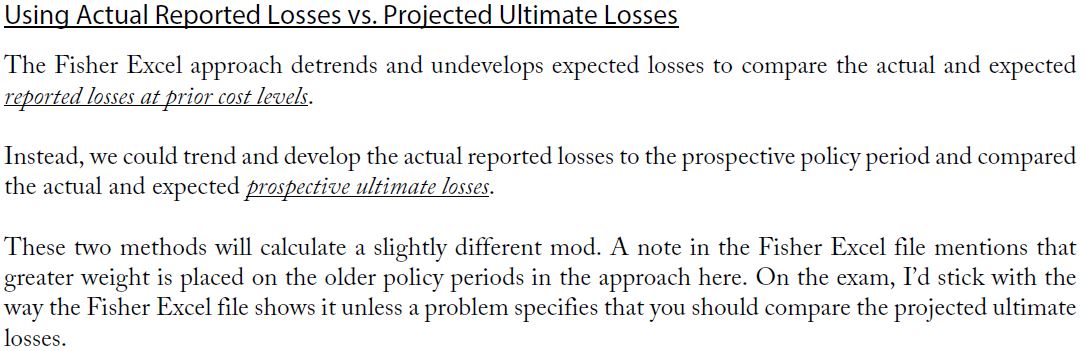 Using Actual Reported Losses vs. Projected Ultimate Losses
The Fisher Excel approach detrends and undevelops expected losses to compare the actual and expected
reported losses at prior cost levels.
Instead, we could trend and develop the actual reported losses to the prospective policy period and compared
the actual and expected prospective ultimate losses.
These two methods will calculate a slightly different mod. A note in the Fisher Excel file mentions that
greater weight is placed on the older policy periods in the approach here. On the exam, I’d stick with the
way the Fisher Excel file shows it unless a problem specifies that you should compare the projected ultimate
losses.